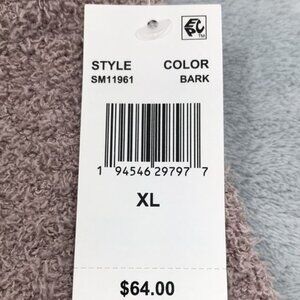 STYLE COLOR
SM11961 BARK
1 94546 29797 7
XL
$64.00